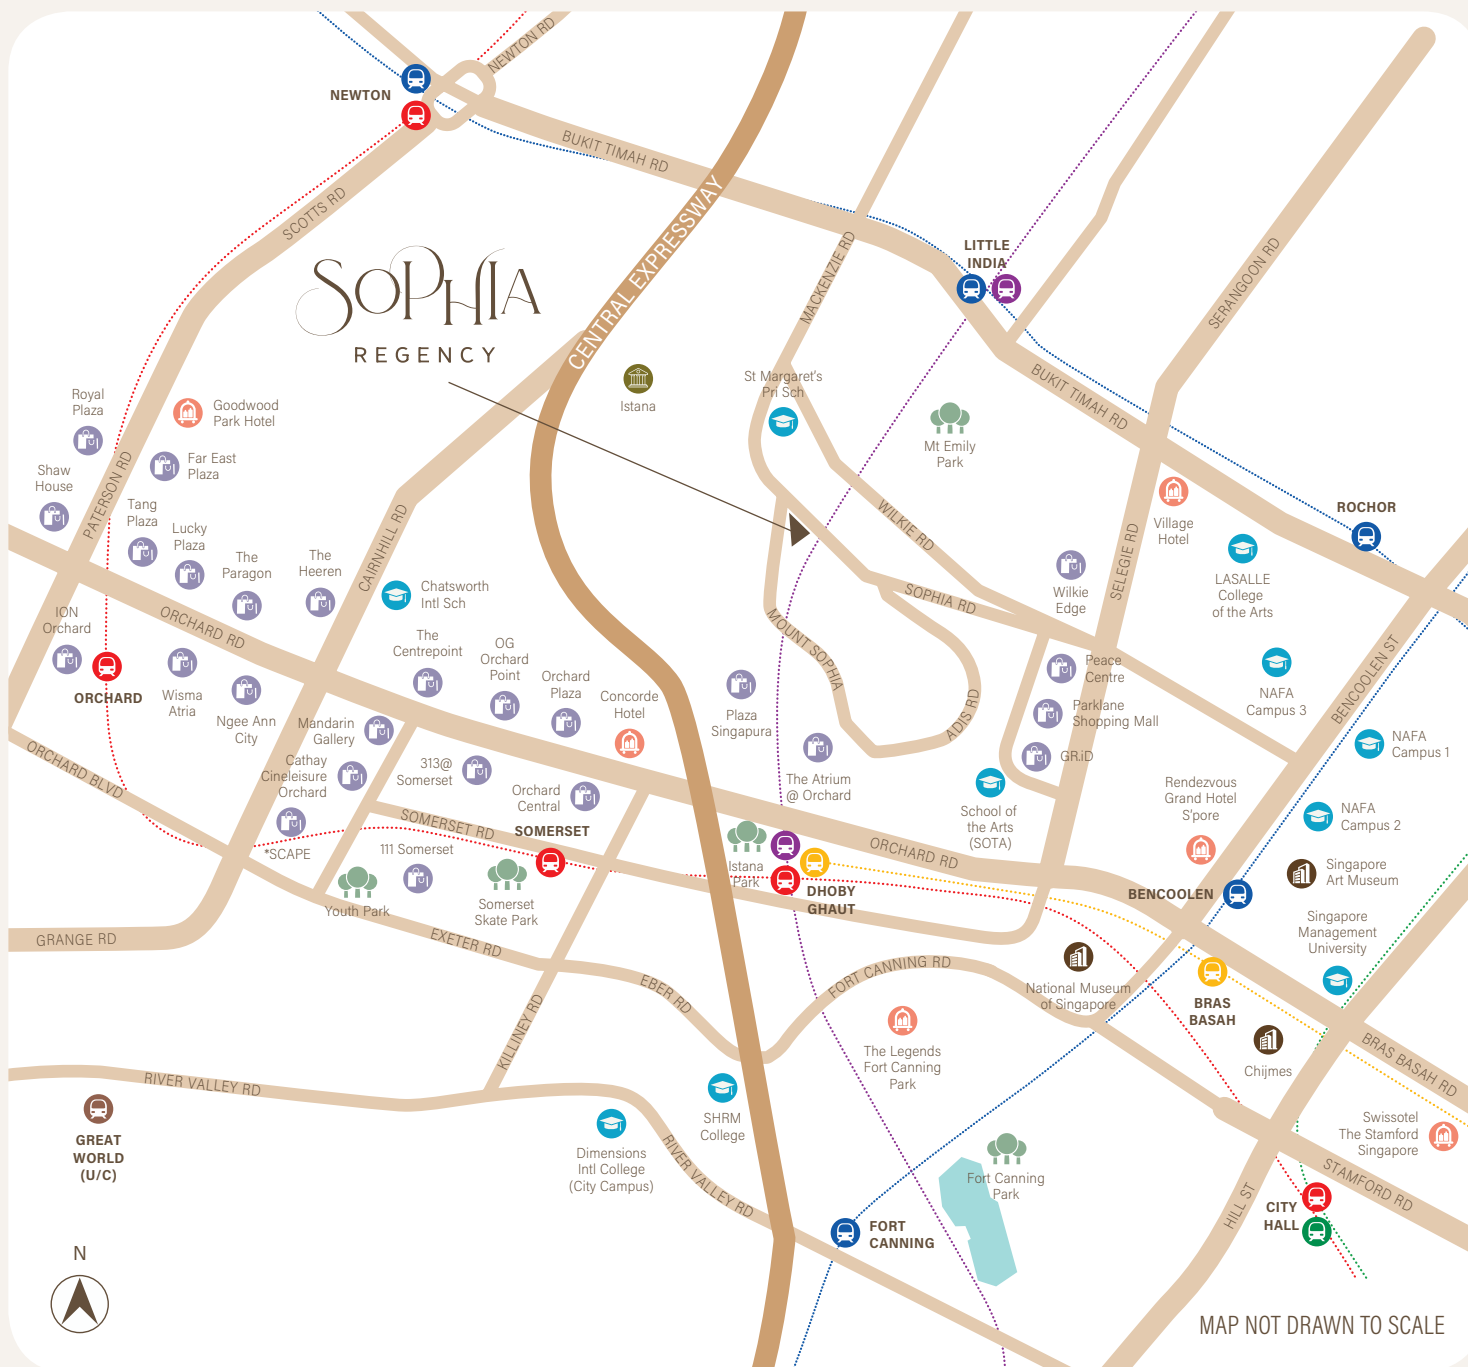 NEWTON RD
NEWTON
BUKIT TIMAH RD
SCOTTS RD
CENTRAL EXPRESSWAY
MACKENZIE RD
LITTLE
INDIA
SERANGOON RD
SOPHIA
REGENCY
BUKIT TIMAH RD
Istana
St Margaret's
Pri Sch
Mt Emily
Park
Royal
Plaza
Goodwood
Park Hotel
Far East
Plaza
Shaw
House
PATERSON RD
Tang
Plaza
Lucky
Plaza
The
Paragon
The
Heeren
CAIRNHILL RD
Chatsworth
Intl Sch
WILKIE RD
SOPHIA RD
Wilkie
Edge
SELEGIE RD
Village
Hotel
ROCHOR
LASALLE
College
of the Arts
ION
Orchard
ORCHARD
ORCHARD RD
Wisma
Atria
Ngee Ann
City
Mandarin
Gallery
The
Centrepoint
OG
Orchard
Point
Orchard
Plaza
Concorde
Hotel
Plaza
Singapura
MOUNT SOPHIA
ADIS RD
The Atrium
@ Orchard
Peace
Centre
Parklane
Shopping Mall
GR.iD
School of
the Arts
(SOTA)
NAFA
Campus 3
BENCOOLEN ST
NAFA
Campus 1
Rendezvous
Grand Hotel
S'pore
NAFA
Campus 2
Singapore
Art Museum
BENCOOLEN
Singapore
Management
University
ORCHARD BLVD
Cathay
Cineleisure
Orchard
*SCAPE
313@
Somerset
Orchard
Central
SOMERSET RD
SOMERSET
111 Somerset
Youth Park
Somerset
Skate Park
Istana
Park
DHOBY
GHAUT
ORCHARD RD
GRANGE RD
EXETER RD
EBER RD
KILLINEY RD
FORT CANNING RD
National Museum
of Singapore
BRAS
BASAH
Chijmes
BRAS BASAH RD
The Legends
Fort Canning
Park
RIVER VALLEY RD
GREAT
WORLD
(U/C)
SHRM
College
Dimensions
Intl College
(City Campus)
RIVER VALLEY RD
Fort Canning
Park
FORT
CANNING
Swissotel
The Stamford
Singapore
STAMFORD RD
HILL ST
CITY
HALL
N
MAP NOT DRAWN TO SCALE